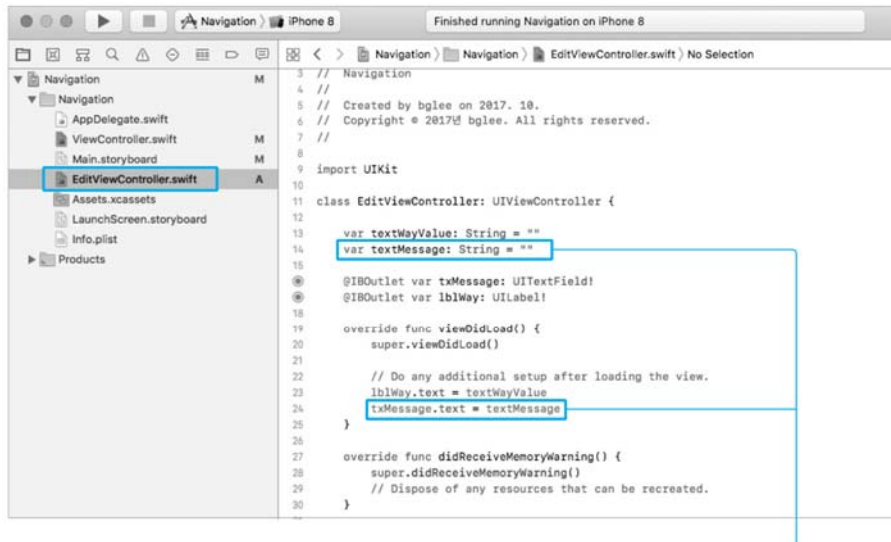 Navigation 〉 iPhone 8
Finished running Navigation on iPhone 8
Navigation 〉 Navigation 〉 EditViewController.swift 〉 No Selection
Navigation M
Navigation
AppDelegate.swift
ViewController.swift M
Main.storyboard M
EditViewController.swift A
Assets.xcassets
LaunchScreen.storyboard
Info.plist
Products
3 // Navigation
4 //
5 // Created by bglee on 2017. 10.
6 // Copyright © 2017년 bglee. All rights reserved.
7 //
8
9 import UIKit
10
11 class EditViewController: UIViewController {
12
13 var textWayValue: String = ""
14 var textMessage: String = ""
15
@IBOutlet var txMessage: UITextField!
@IBOutlet var lblWay: UILabel!
18
19 override func viewDidLoad() {
20 super.viewDidLoad()
21
22 // Do any additional setup after loading the view.
23 lblWay.text = textWayValue
24 txMessage.text = textMessage
25 }
26
27 override func didReceiveMemoryWarning() {
28 super.didReceiveMemoryWarning()
29 // Dispose of any resources that can be recreated.
30 }